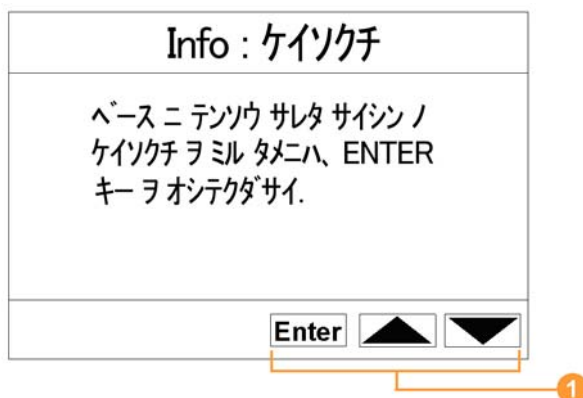 Info : ケイソクチ
ベース ニ テンソウ サレタ サイシン ノ
ケイソクチ ヲ ミル タメニハ、ENTER
キー ヲ オシテクダサイ.
Enter
1